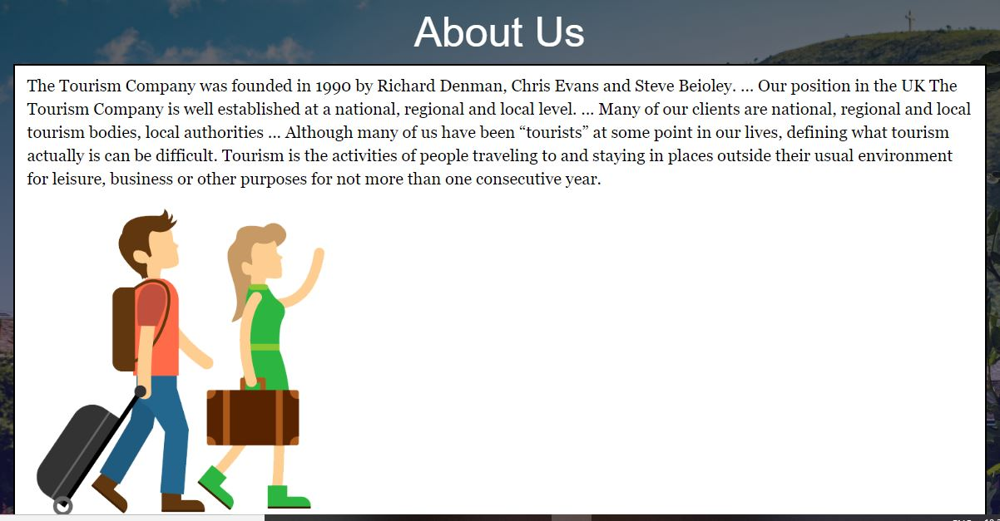 About Us
The Tourism Company was founded in 1990 by Richard Denman, Chris Evans and Steve Beioley. ... Our position in the UK The
Tourism Company is well established at a national, regional and local level. ... Many of our clients are national, regional and local
tourism bodies, local authorities ... Although many of us have been “tourists” at some point in our lives, defining what tourism
actually is can be difficult. Tourism is the activities of people traveling to and staying in places outside their usual environment
for leisure, business or other purposes for not more than one consecutive year.